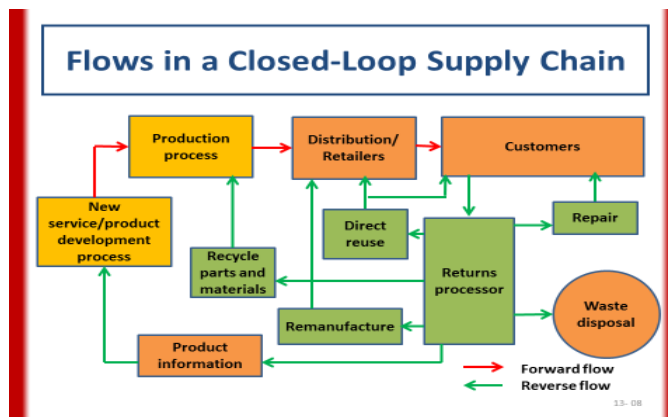 Flows in a Closed-Loop Supply Chain
Production
process
Distribution/
Retailers
Customers
New
service/product
development
process
Recycle
parts and
materials
Direct
reuse
Returns
processor
Repair
Remanufacture
Waste
disposal
Product
information
Forward flow
Reverse flow
13- 08